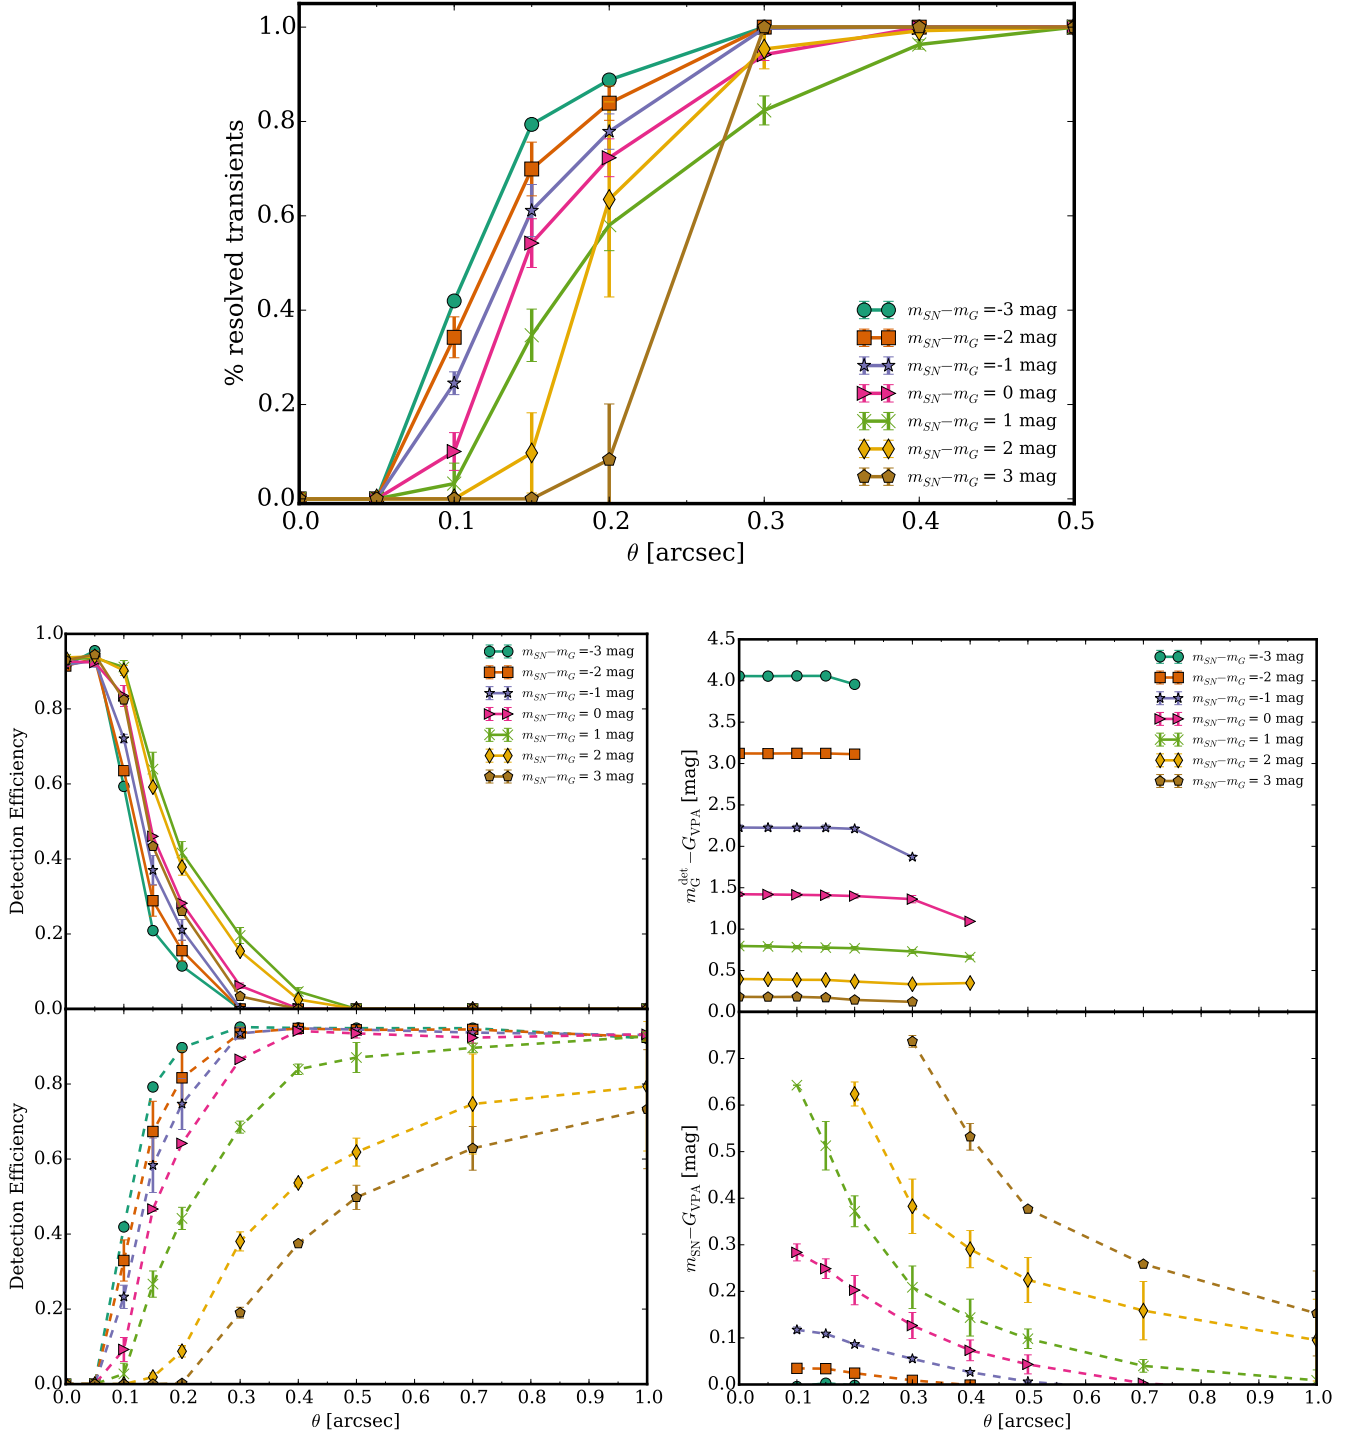 1.0
0.8
0.6
0.4
0.2
0.0
% resolved transients
m_SN−m_G =-3 mag
m_SN−m_G =-2 mag
m_SN−m_G =-1 mag
m_SN−m_G = 0 mag
m_SN−m_G = 1 mag
m_SN−m_G = 2 mag
m_SN−m_G = 3 mag
0.0 0.1 0.2 0.3 0.4 0.5
θ [arcsec]
1.0
0.8
0.6
0.4
0.2
0.0
Detection Efficiency
m_SN−m_G =-3 mag
m_SN−m_G =-2 mag
m_SN−m_G =-1 mag
m_SN−m_G = 0 mag
m_SN−m_G = 1 mag
m_SN−m_G = 2 mag
m_SN−m_G = 3 mag
0.8
0.6
0.4
0.2
0.0
Detection Efficiency
0.0 0.1 0.2 0.3 0.4 0.5 0.6 0.7 0.8 0.9 1.0
θ [arcsec]
4.5
4.0
3.5
3.0
2.5
2.0
1.5
1.0
0.5
0.0
m_G^det−G_VPA [mag]
m_SN−m_G =-3 mag
m_SN−m_G =-2 mag
m_SN−m_G =-1 mag
m_SN−m_G = 0 mag
m_SN−m_G = 1 mag
m_SN−m_G = 2 mag
m_SN−m_G = 3 mag
0.7
0.6
0.5
0.4
0.3
0.2
0.1
0.0
m_SN−G_VPA [mag]
0.0 0.1 0.2 0.3 0.4 0.5 0.6 0.7 0.8 0.9 1.0
θ [arcsec]